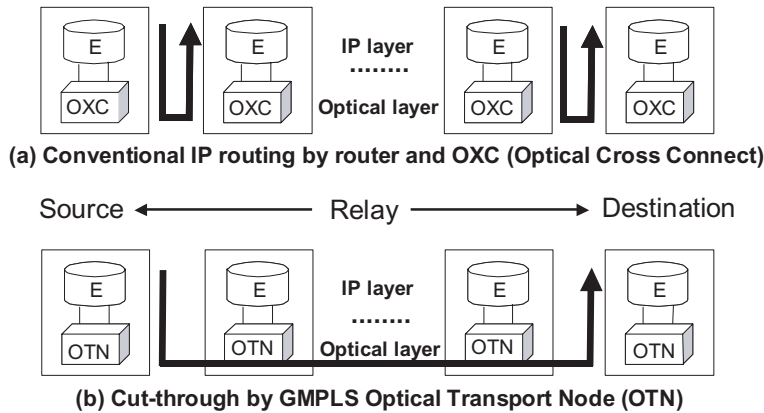 E E IP layer E E
........
OXC OXC Optical layer OXC OXC
(a) Conventional IP routing by router and OXC (Optical Cross Connect)
Source Relay Destination
E E IP layer E E
........
OTN OTN Optical layer OTN OTN
(b) Cut-through by GMPLS Optical Transport Node (OTN)